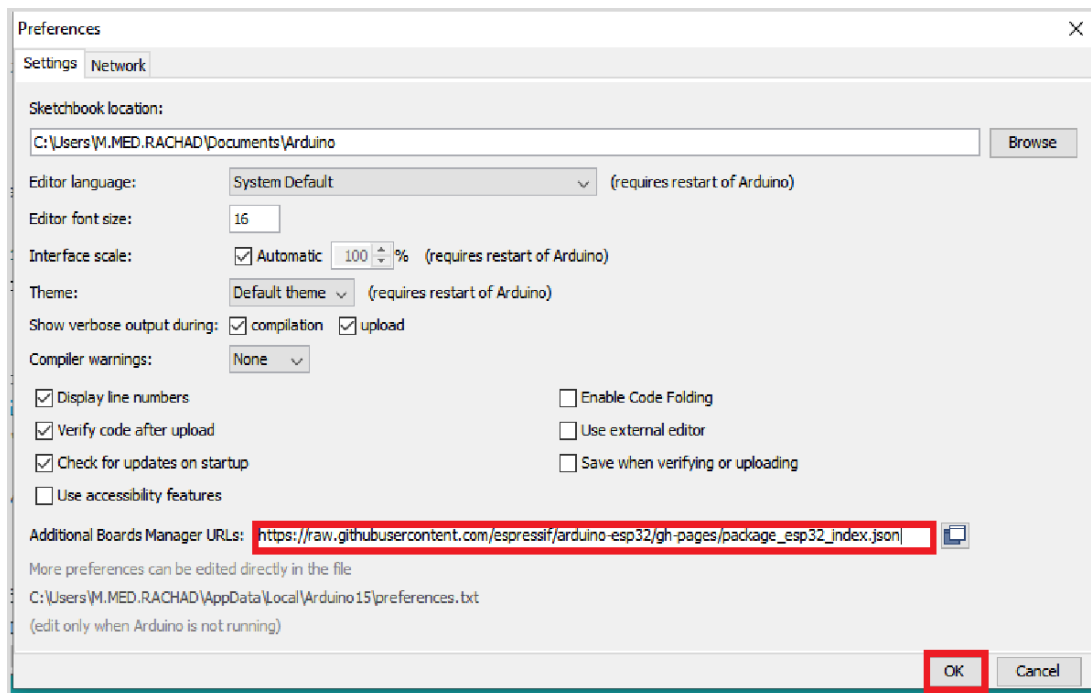 Preferences
Settings Network
Sketchbook location:
C:\Users\M.MED.RACHAD\Documents\Arduino Browse
Editor language: System Default (requires restart of Arduino)
Editor font size: 16
Interface scale: Automatic 100 % (requires restart of Arduino)
Theme: Default theme (requires restart of Arduino)
Show verbose output during: compilation upload
Compiler warnings: None
Display line numbers Enable Code Folding
Verify code after upload Use external editor
Check for updates on startup Save when verifying or uploading
Use accessibility features
Additional Boards Manager URLs: https://raw.githubusercontent.com/espressif/arduino-esp32/gh-pages/package_esp32_index.json
More preferences can be edited directly in the file
C:\Users\M.MED.RACHAD\AppData\Local\Arduino15\preferences.txt
(edit only when Arduino is not running)
OK Cancel